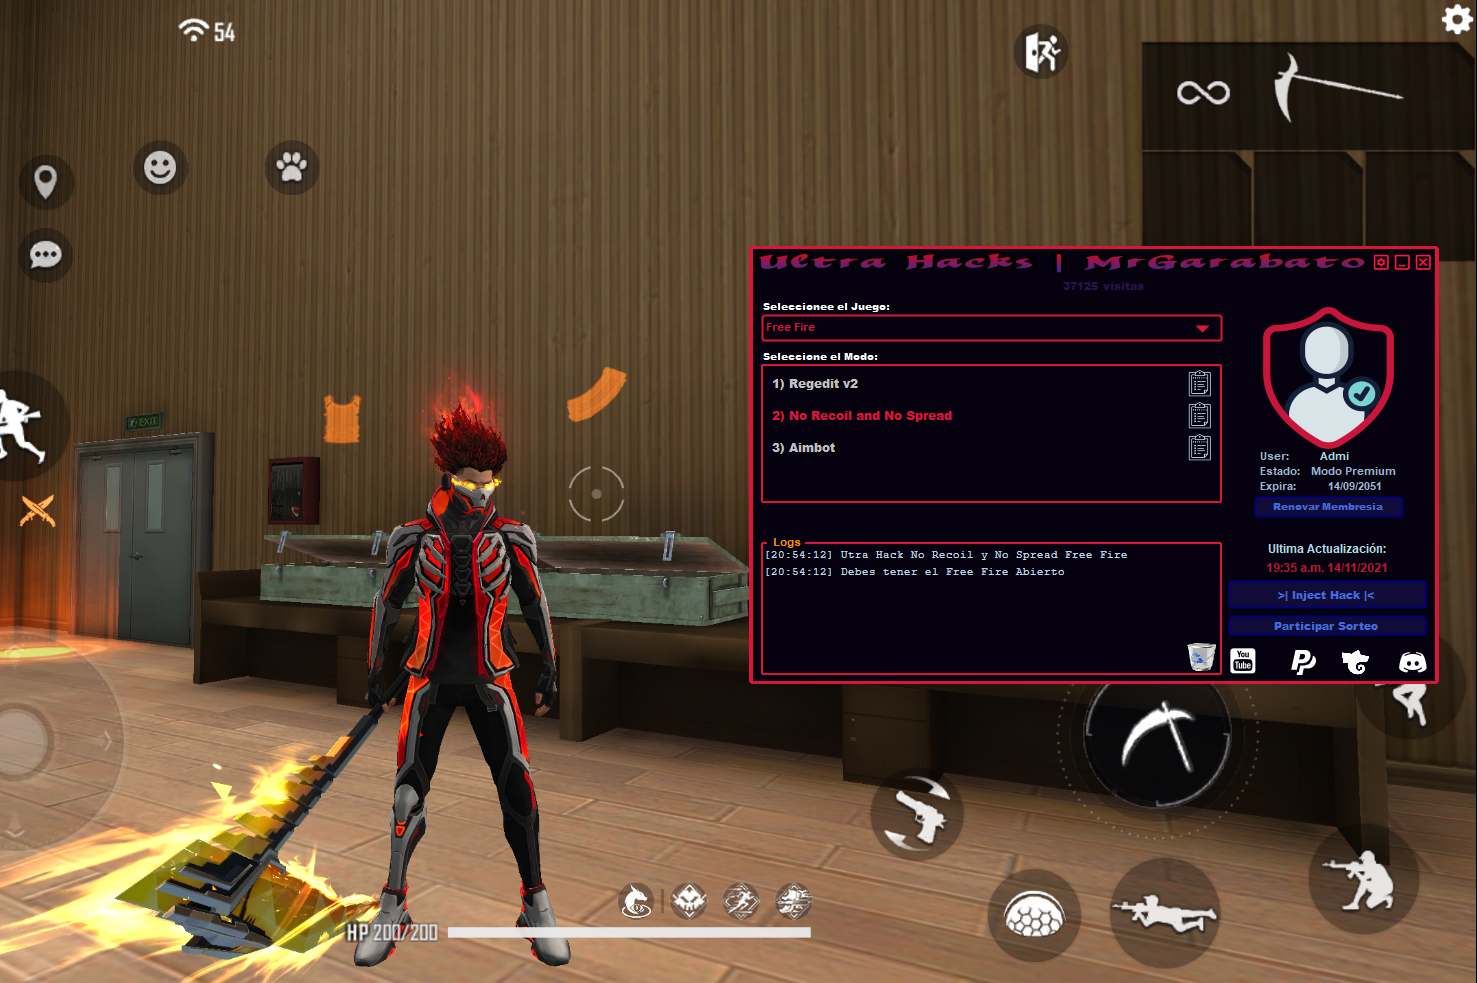 54
Ultra Hacks | MrGarabato
37125 visitas
Seleccionee el Juego:
Free Fire
Seleccione el Modo:
1) Regedit v2
2) No Recoil and No Spread
3) Aimbot
EXIT
User: Admi
Estado: Modo Premium
Expira: 14/09/2051
Renovar Membresia
Logs
[20:54:12] Utra Hack No Recoil y No Spread Free Fire
[20:54:12] Debes tener el Free Fire Abierto
Ultima Actualización:
19:35 a.m. 14/11/2021
>| Inject Hack |<
Participar Sorteo
You
Tube
HP 200/200